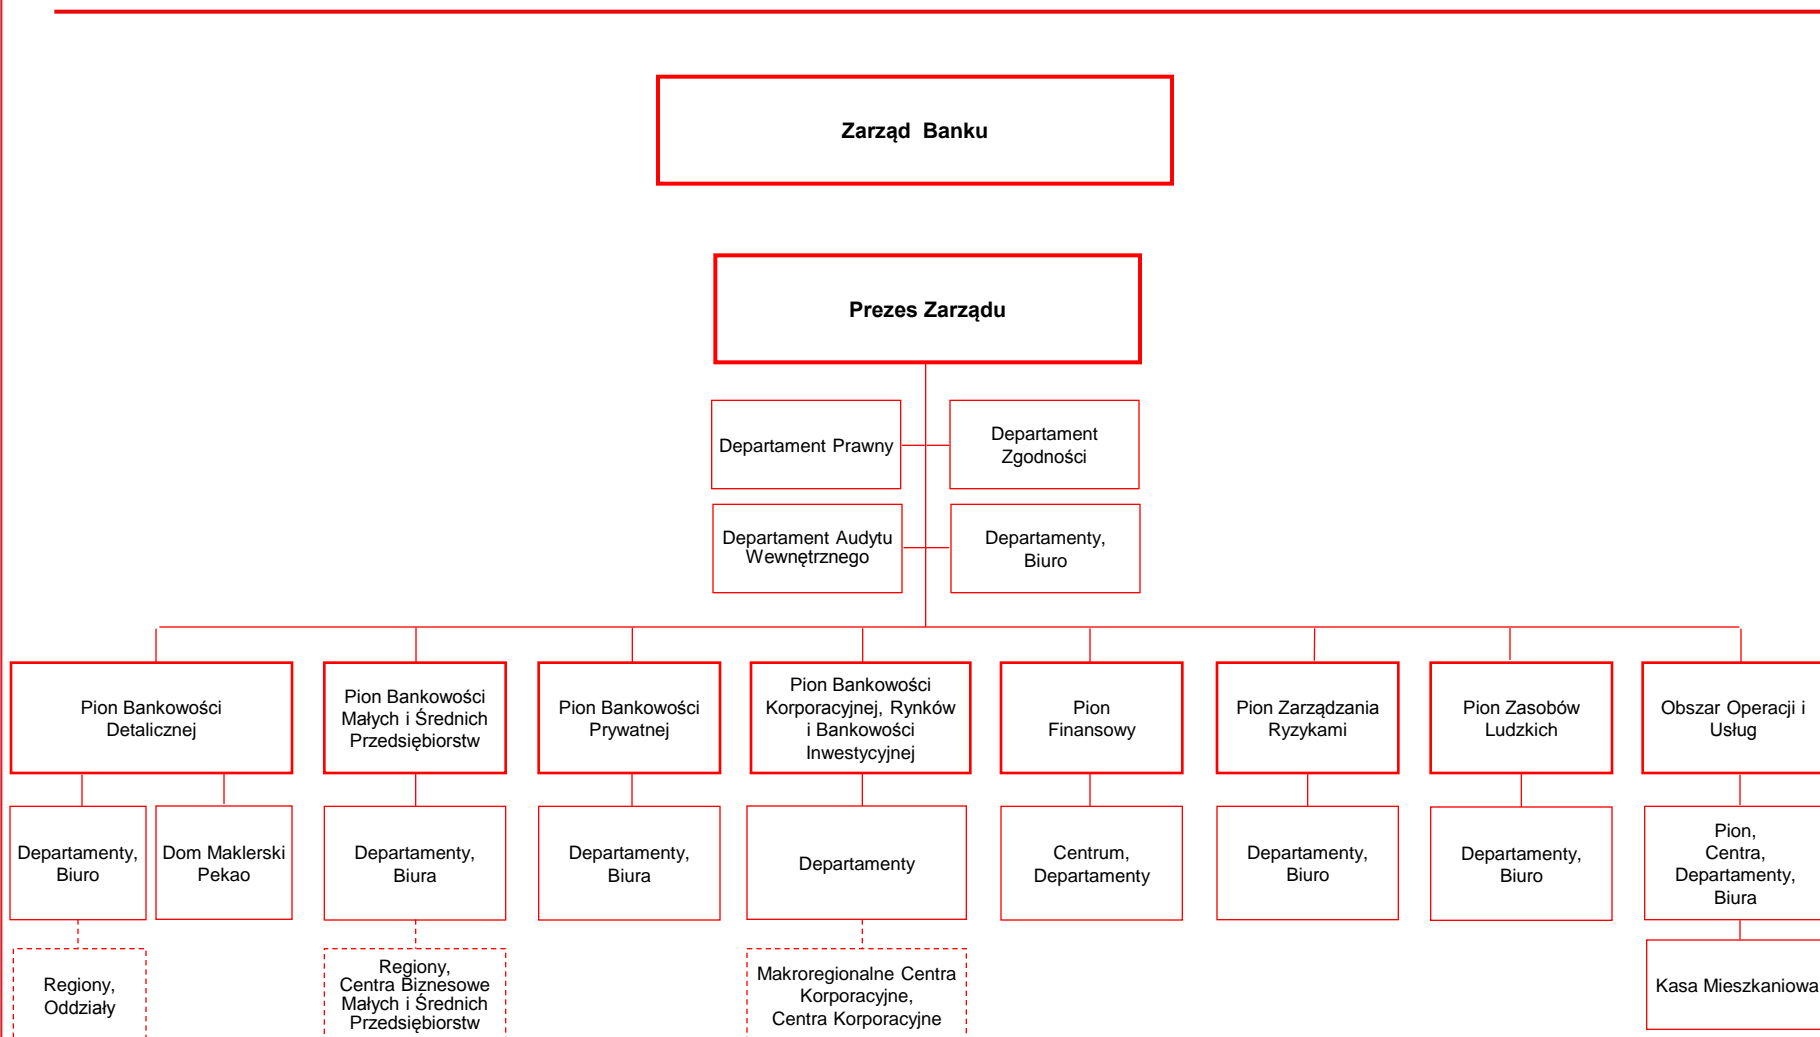 Zarząd Banku
Prezes Zarządu
Departament Prawny
Departament
Zgodności
Departament Audytu
Wewnętrznego
Departamenty,
Biuro
Pion Bankowości
Detalicznej
Pion Bankowości
Małych i Średnich
Przedsiębiorstw
Pion Bankowości
Prywatnej
Pion Bankowości
Korporacyjnej, Rynków
i Bankowości
Inwestycyjnej
Pion
Finansowy
Pion Zarządzania
Ryzykami
Pion Zasobów
Ludzkich
Obszar Operacji i
Usług
Departamenty,
Biuro
Dom Maklerski
Pekao
Departamenty,
Biura
Departamenty,
Biura
Departamenty
Centrum,
Departamenty
Departamenty,
Biuro
Departamenty,
Biuro
Pion,
Centra,
Departamenty,
Biura
Regiony,
Oddziały
Regiony,
Centra Biznesowe
Małych i Średnich
Przedsiębiorstw
Makroregionalne Centra
Korporacyjne,
Centra Korporacyjne
Kasa Mieszkaniowa